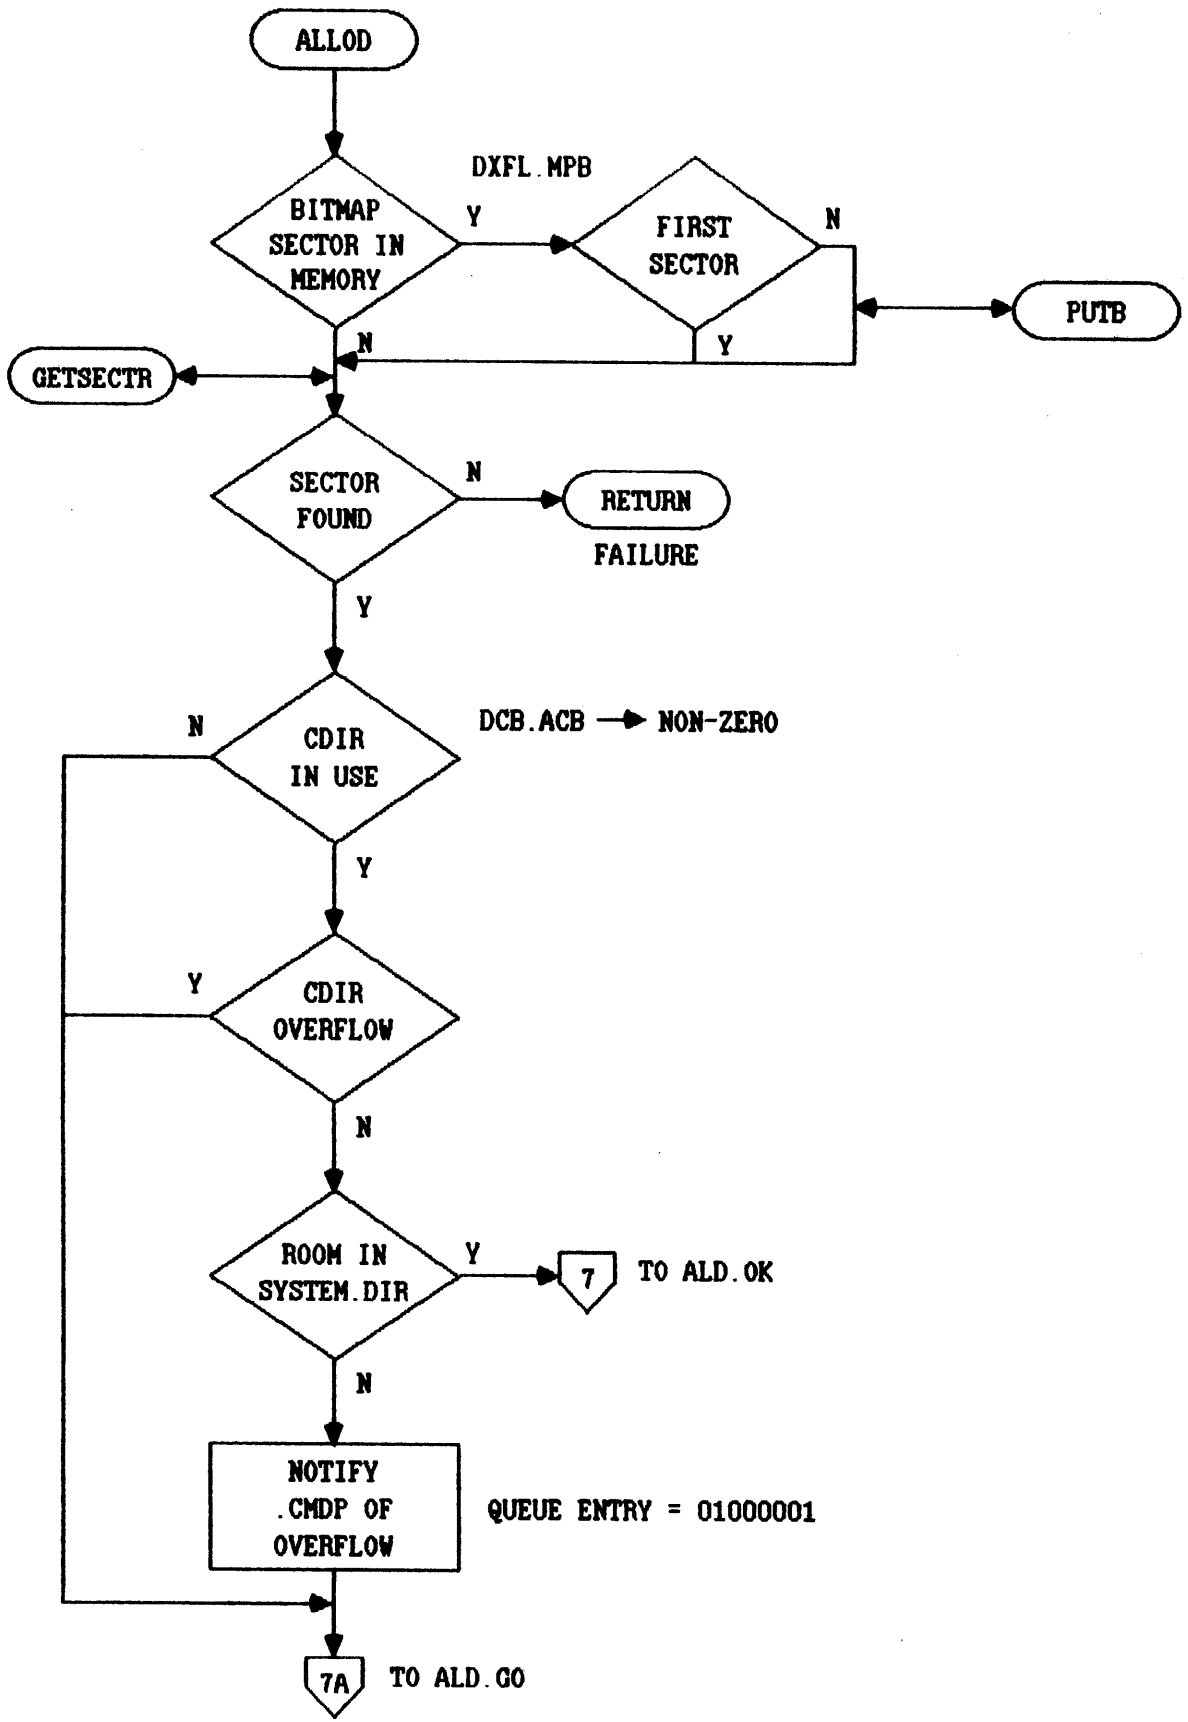 ALLOD
DXFL.MPB
BITMAP
SECTOR IN
MEMORY
Y
FIRST
SECTOR
N
PUTB
N
Y
GETSECTR
SECTOR
FOUND
N
RETURN
FAILURE
Y
N
CDIR
IN USE
DCB.ACB NON-ZERO
Y
Y
CDIR
OVERFLOW
N
ROOM IN
SYSTEM.DIR
Y
7
TO ALD.OK
N
NOTIFY
.CMDP OF
OVERFLOW
QUEUE ENTRY = 01000001
7A
TO ALD.GO